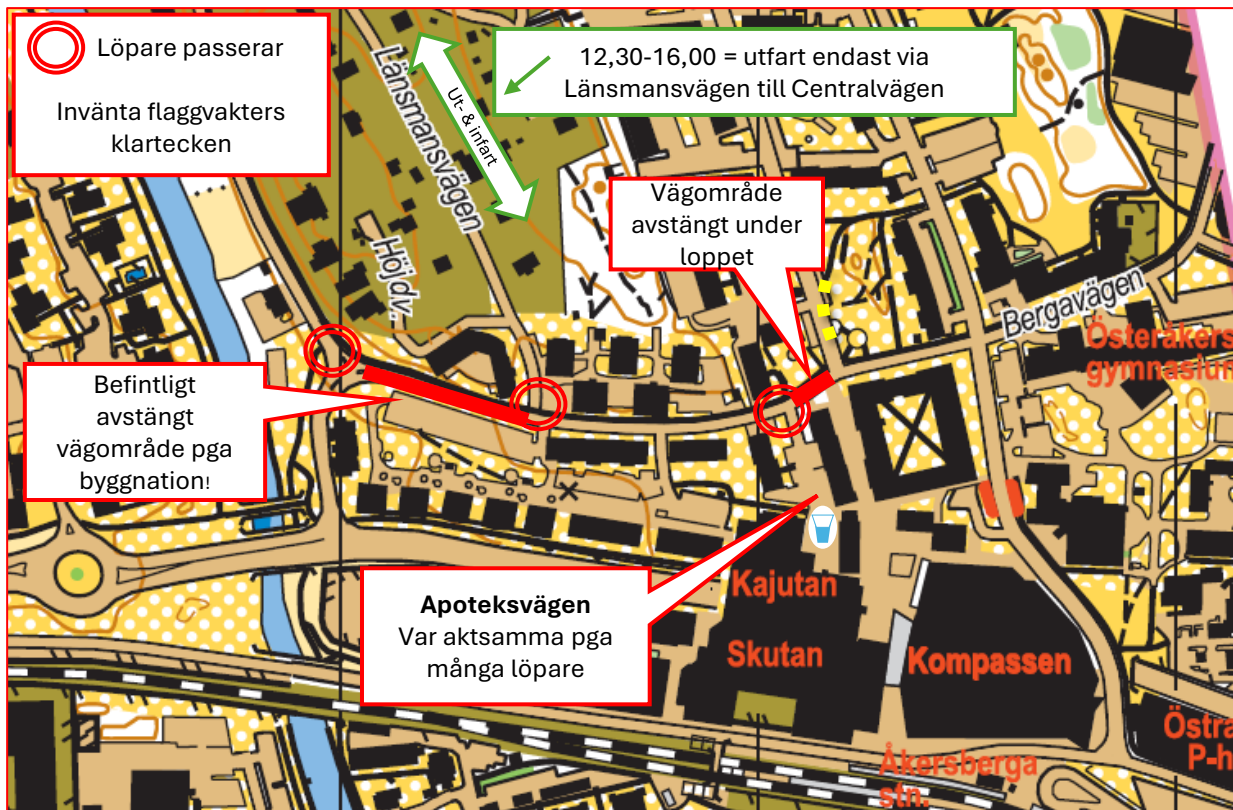 Löpare passerar
Invänta flaggvakters
klartecken
12,30-16,00 = utfart endast via
Länsmansvägen till Centralvägen
Länsmansvägen
Ut- & infart
Höjdv.
Vägområde
avstängt under
loppet
Bergavägen
Österåkers
gymnasium
Befintligt
avstängt
vägområde pga
byggnation!
Apoteksvägen
Var aktsamma pga
många löpare
Kajutan
Skutan
Kompassen
Östra
P-h
Åkersberga
stn.